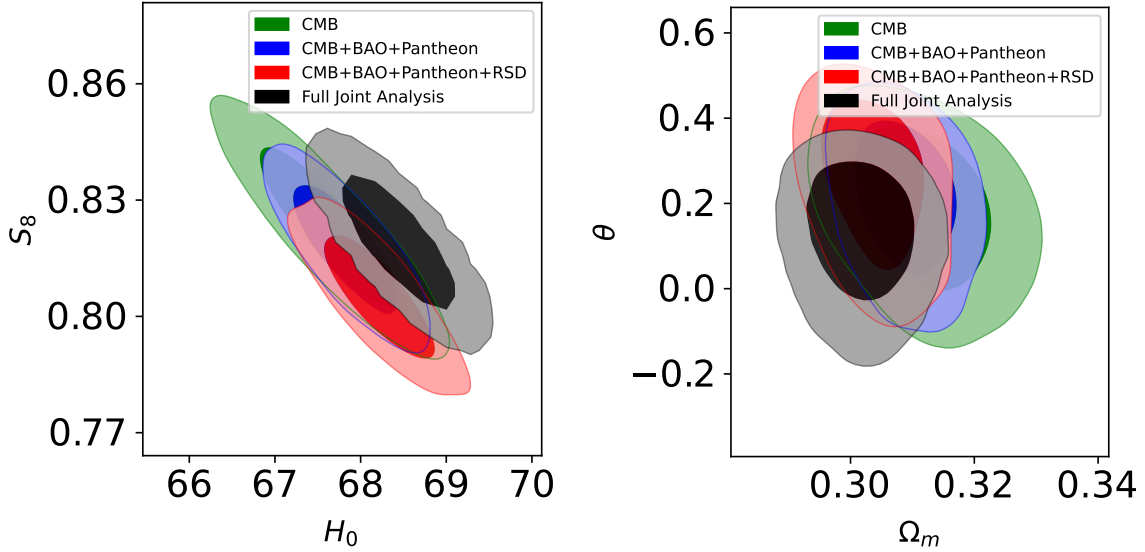 CMB
CMB+BAO+Pantheon
CMB+BAO+Pantheon+RSD
Full Joint Analysis
0.86
0.83
0.80
0.77
S8
66 67 68 69 70
H0
CMB
CMB+BAO+Pantheon
CMB+BAO+Pantheon+RSD
Full Joint Analysis
0.6
0.4
0.2
0.0
−0.2
θ
0.30 0.32 0.34
Ωm